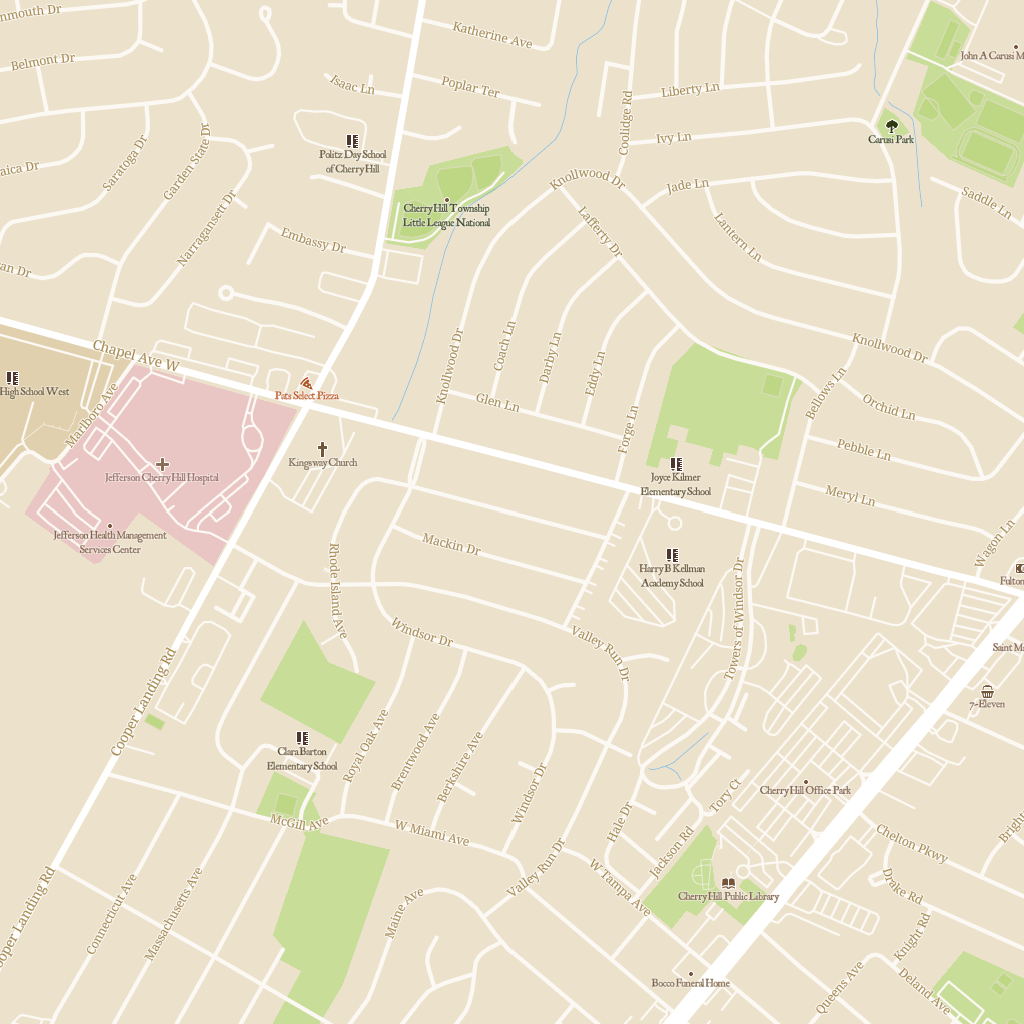 Katherine Ave
Belmont Dr
John A Carusi
Isaac Ln
Poplar Ter
Liberty Ln
Coolidge Rd
Ivy Ln
Carusi Park
Politz Day School
of Cherry Hill
Saratoga Dr
Garden State Dr
Knollwood Dr
Jade Ln
Saddle Ln
Cherry Hill Township
Little League National
Narragansett Dr
Embassy Dr
Lafferty Dr
Lantern Ln
Chapel Ave W
Knollwood Dr
Coach Ln
Darby Ln
Eddy Ln
Knollwood Dr
High School West
Marlboro Ave
Pats Select Pizza
Glen Ln
Forge Ln
Bellows Ln
Orchid Ln
Pebble Ln
Kingsway Church
Jefferson Cherry Hill Hospital
Joyce Kilmer
Elementary School
Meryl Ln
Jefferson Health Management
Services Center
Mackin Dr
Wagon Ln
Harry B Kellman
Academy School
Fulton
Rhode Island Ave
Windsor Dr
Valley Run Dr
Towers of Windsor Dr
Saint
Cooper Landing Rd
7-Eleven
Clara Barton
Elementary School
Royal Oak Ave
Brentwood Ave
Berkshire Ave
Windsor Dr
Cherry Hill Office Park
Tory Ct
McGill Ave
W Miami Ave
Hale Dr
Jackson Rd
Chelton Pkwy
Valley Run Dr
W Tampa Ave
Cherry Hill Public Library
Drake Rd
Connecticut Ave
Massachusetts Ave
Maine Ave
Knight Rd
Cooper Landing Rd
Bocco Funeral Home
Queens Ave
Deland Ave